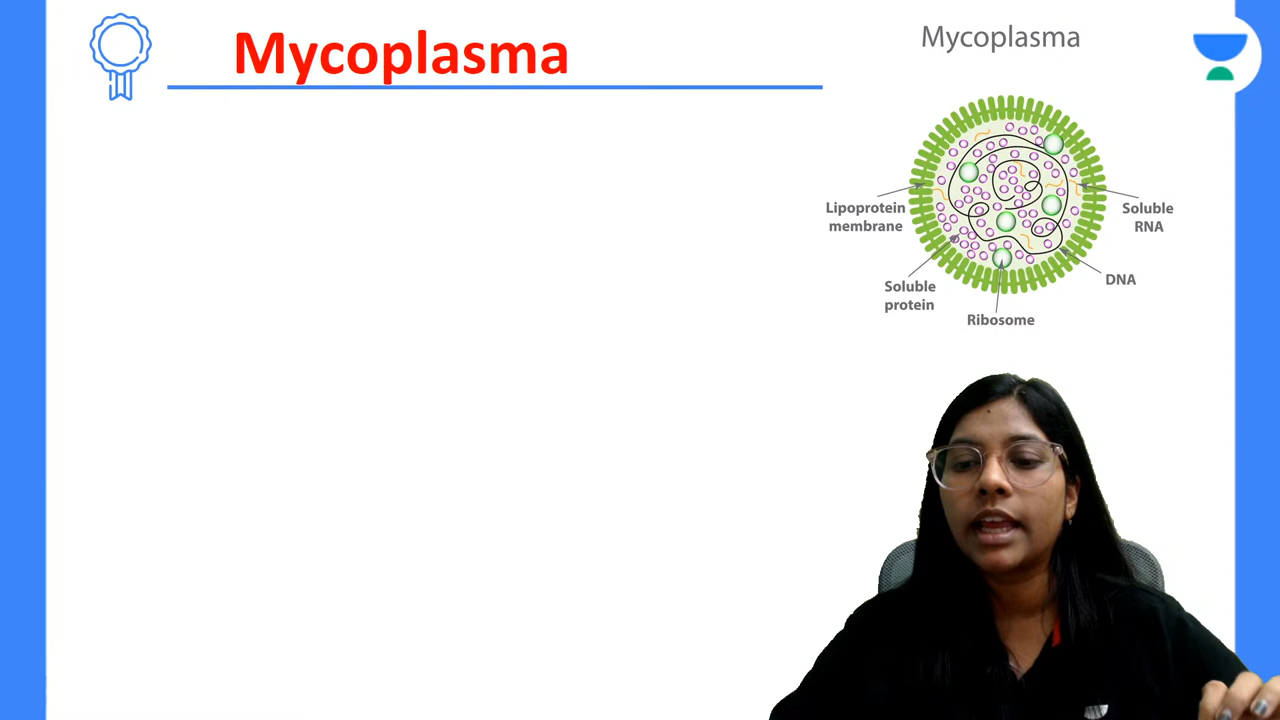 Mycoplasma
Mycoplasma
Lipoprotein
membrane
Soluble
RNA
Soluble
protein
DNA
Ribosome